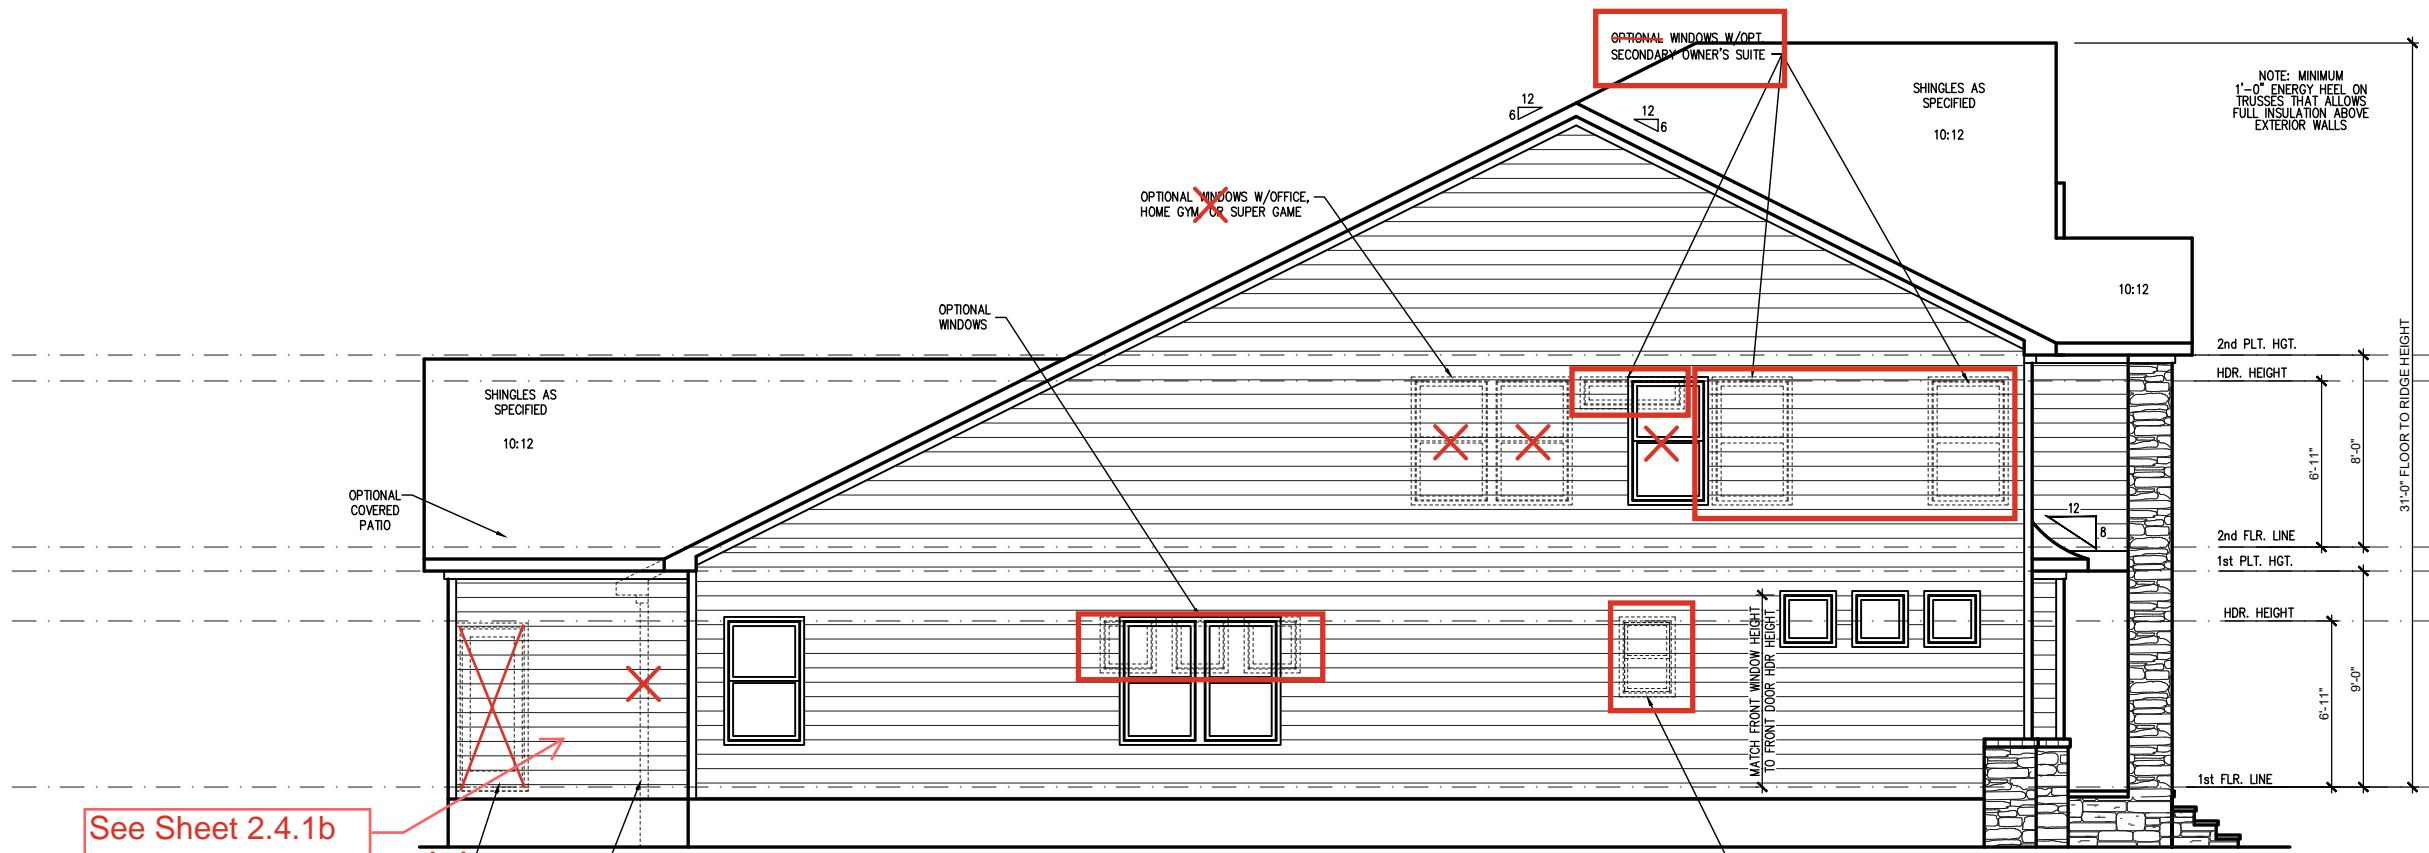 OPTIONAL WINDOWS W/OPT.
SECONDARY OWNER'S SUITE
12
6
12
6
SHINGLES AS
SPECIFIED
10:12
NOTE: MINIMUM
1'-0" ENERGY HEEL ON
TRUSSES THAT ALLOWS
FULL INSULATION ABOVE
EXTERIOR WALLS
OPTIONAL WINDOWS W/OFFICE,
HOME GYM, OR SUPER GAME
10:12
OPTIONAL
WINDOWS
2nd PLT. HGT.
HDR. HEIGHT
SHINGLES AS
SPECIFIED
10:12
31'-0" FLOOR TO RIDGE HEIGHT
6'-11"
8'-0"
OPTIONAL
COVERED
PATIO
12
8
2nd FLR. LINE
1st PLT. HGT.
HDR. HEIGHT
MATCH FRONT WINDOW HEIGHT
TO FRONT DOOR HDR HEIGHT
6'-11"
9'-0"
1st FLR. LINE
See Sheet 2.4.1b